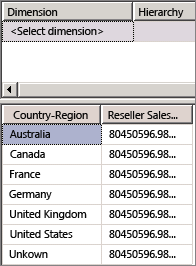 Dimension Hierarchy
<Select dimension>
Country-Region Reseller Sales...
Australia 80450596.98...
Canada 80450596.98...
France 80450596.98...
Germany 80450596.98...
United Kingdom 80450596.98...
United States 80450596.98...
Unkown 80450596.98...